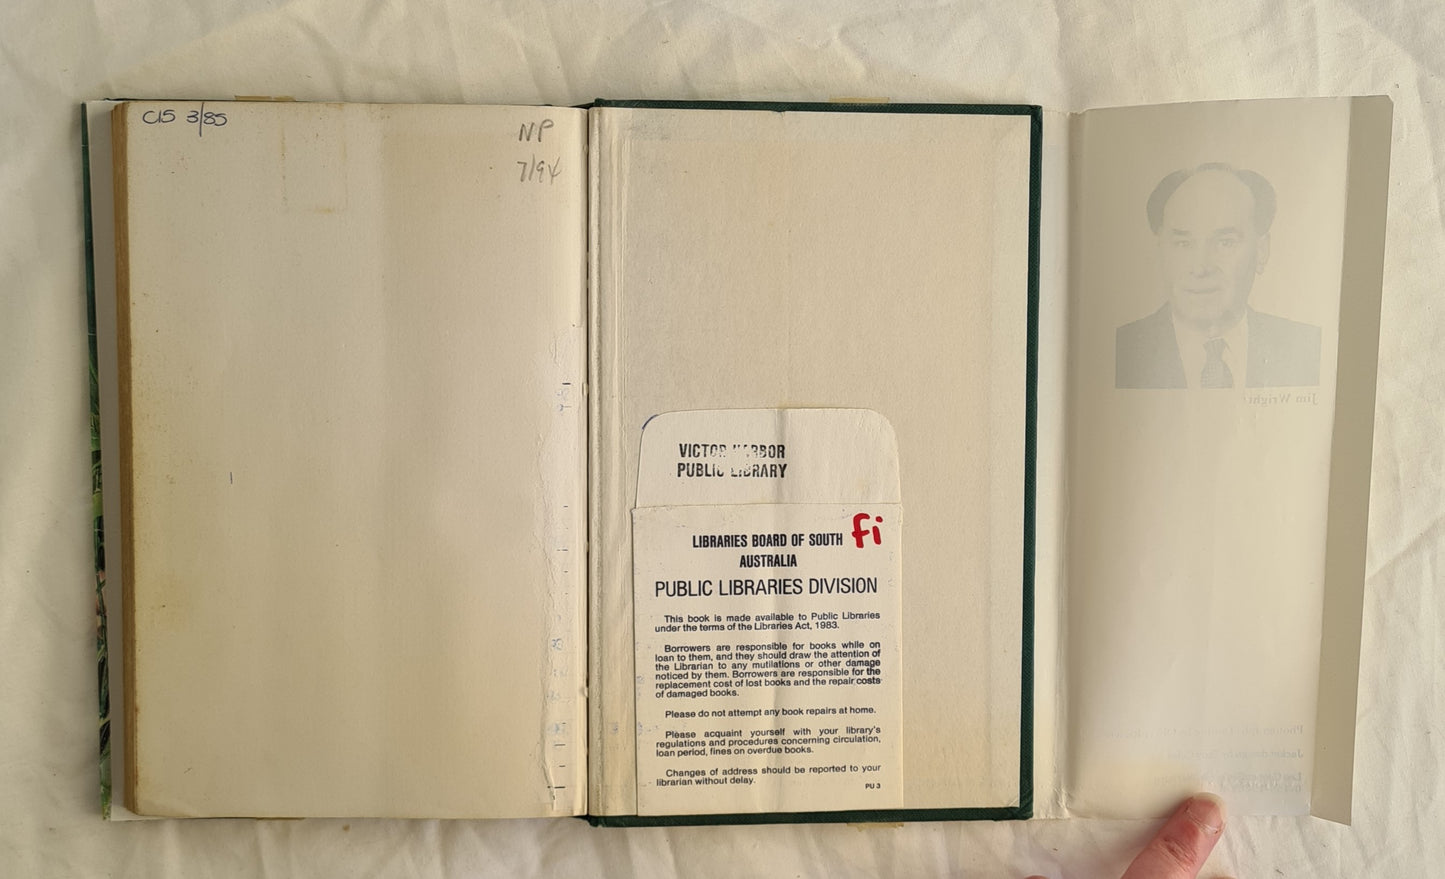 CIS 3/85
NP
7/94
VICTOR HARBOR
PUBLIC LIBRARY
fi
LIBRARIES BOARD OF SOUTH
AUSTRALIA
PUBLIC LIBRARIES DIVISION
This book is made available to Public Libraries
under the terms of the Libraries Act, 1983.
Borrowers are responsible for books while on
loan to them, and they should draw the attention of
the Librarian to any mutilations or other damage
noticed by them. Borrowers are responsible for the
replacement cost of lost books and the repair costs
of damaged books.
Please do not attempt any book repairs at home.
Please acquaint yourself with your library's
regulations and procedures concerning circulation,
loan period, fines on overdue books.
Changes of address should be reported to your
librarian without delay.
PU 3
Jim Wright